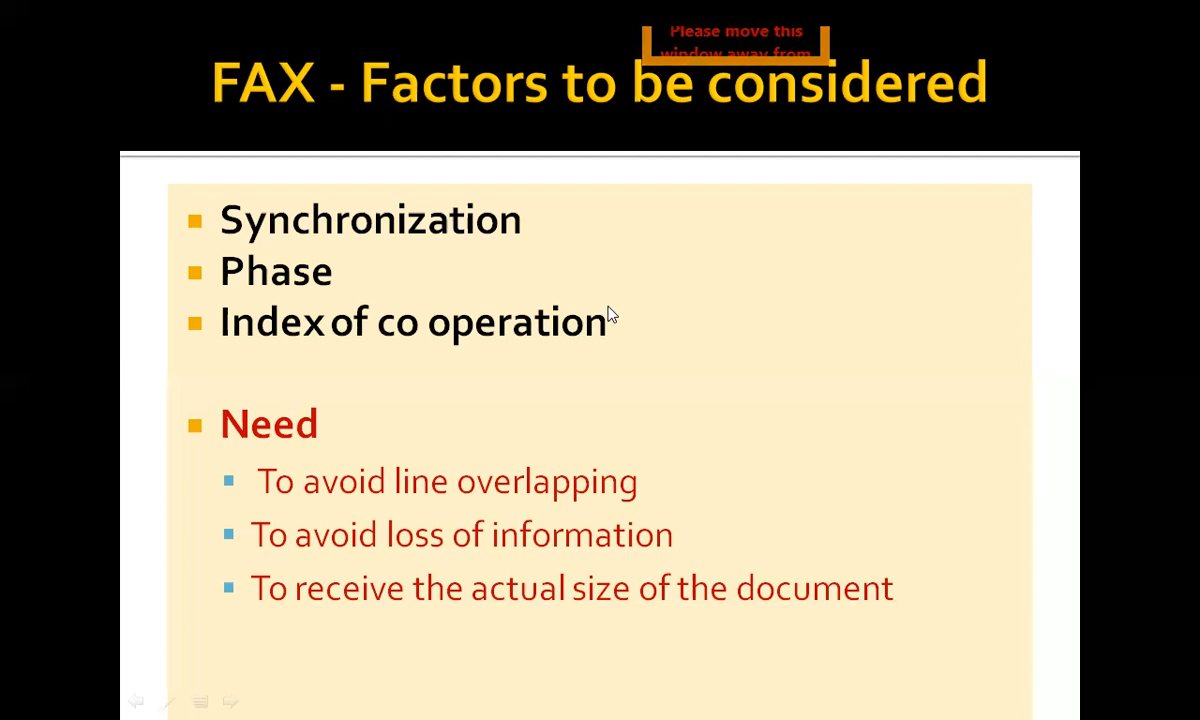 Please move this
window away from
FAX - Factors to be considered
Synchronization
Phase
Index of co operation
Need
To avoid line overlapping
To avoid loss of information
To receive the actual size of the document